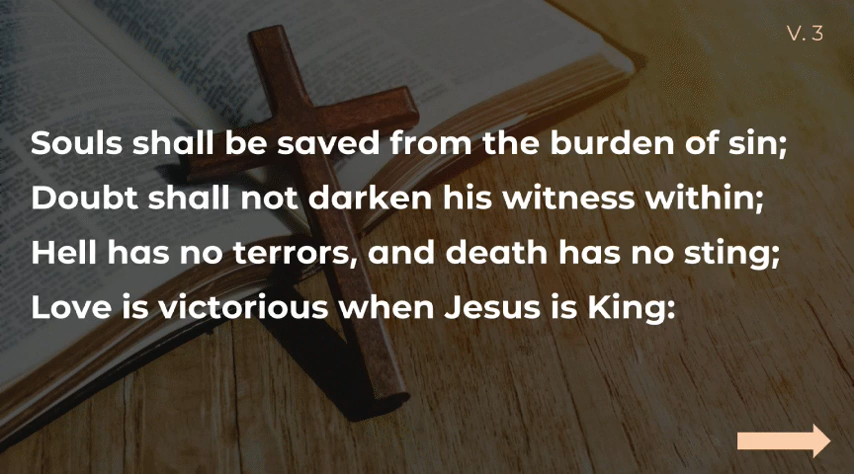 V. 3
Souls shall be saved from the burden of sin;
Doubt shall not darken his witness within;
Hell has no terrors, and death has no sting;
Love is victorious when Jesus is King: